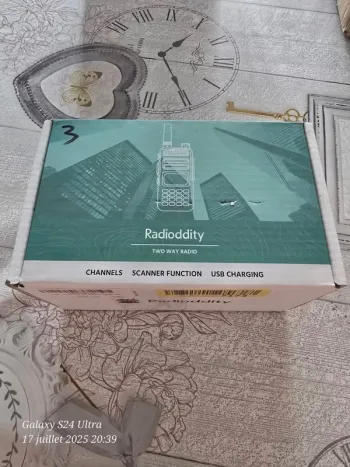 3
Radioddity
TWO WAY RADIO
CHANNELS SCANNER FUNCTION USB CHARGING
Radioddity
Galaxy S24 Ultra
17 juillet 2025 20:39